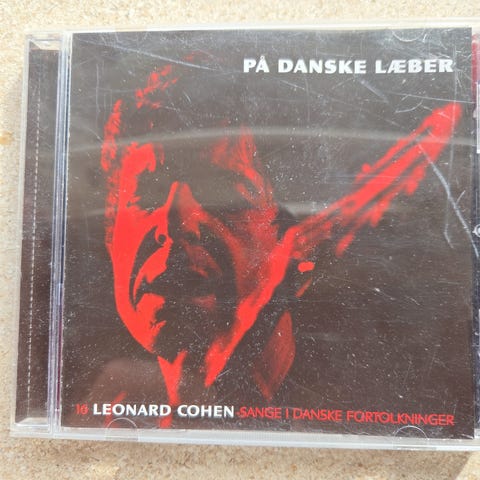 PÅ DANSKE LÆBER
16 LEONARD COHEN SANGE I DANSKE FORTOLKNINGER